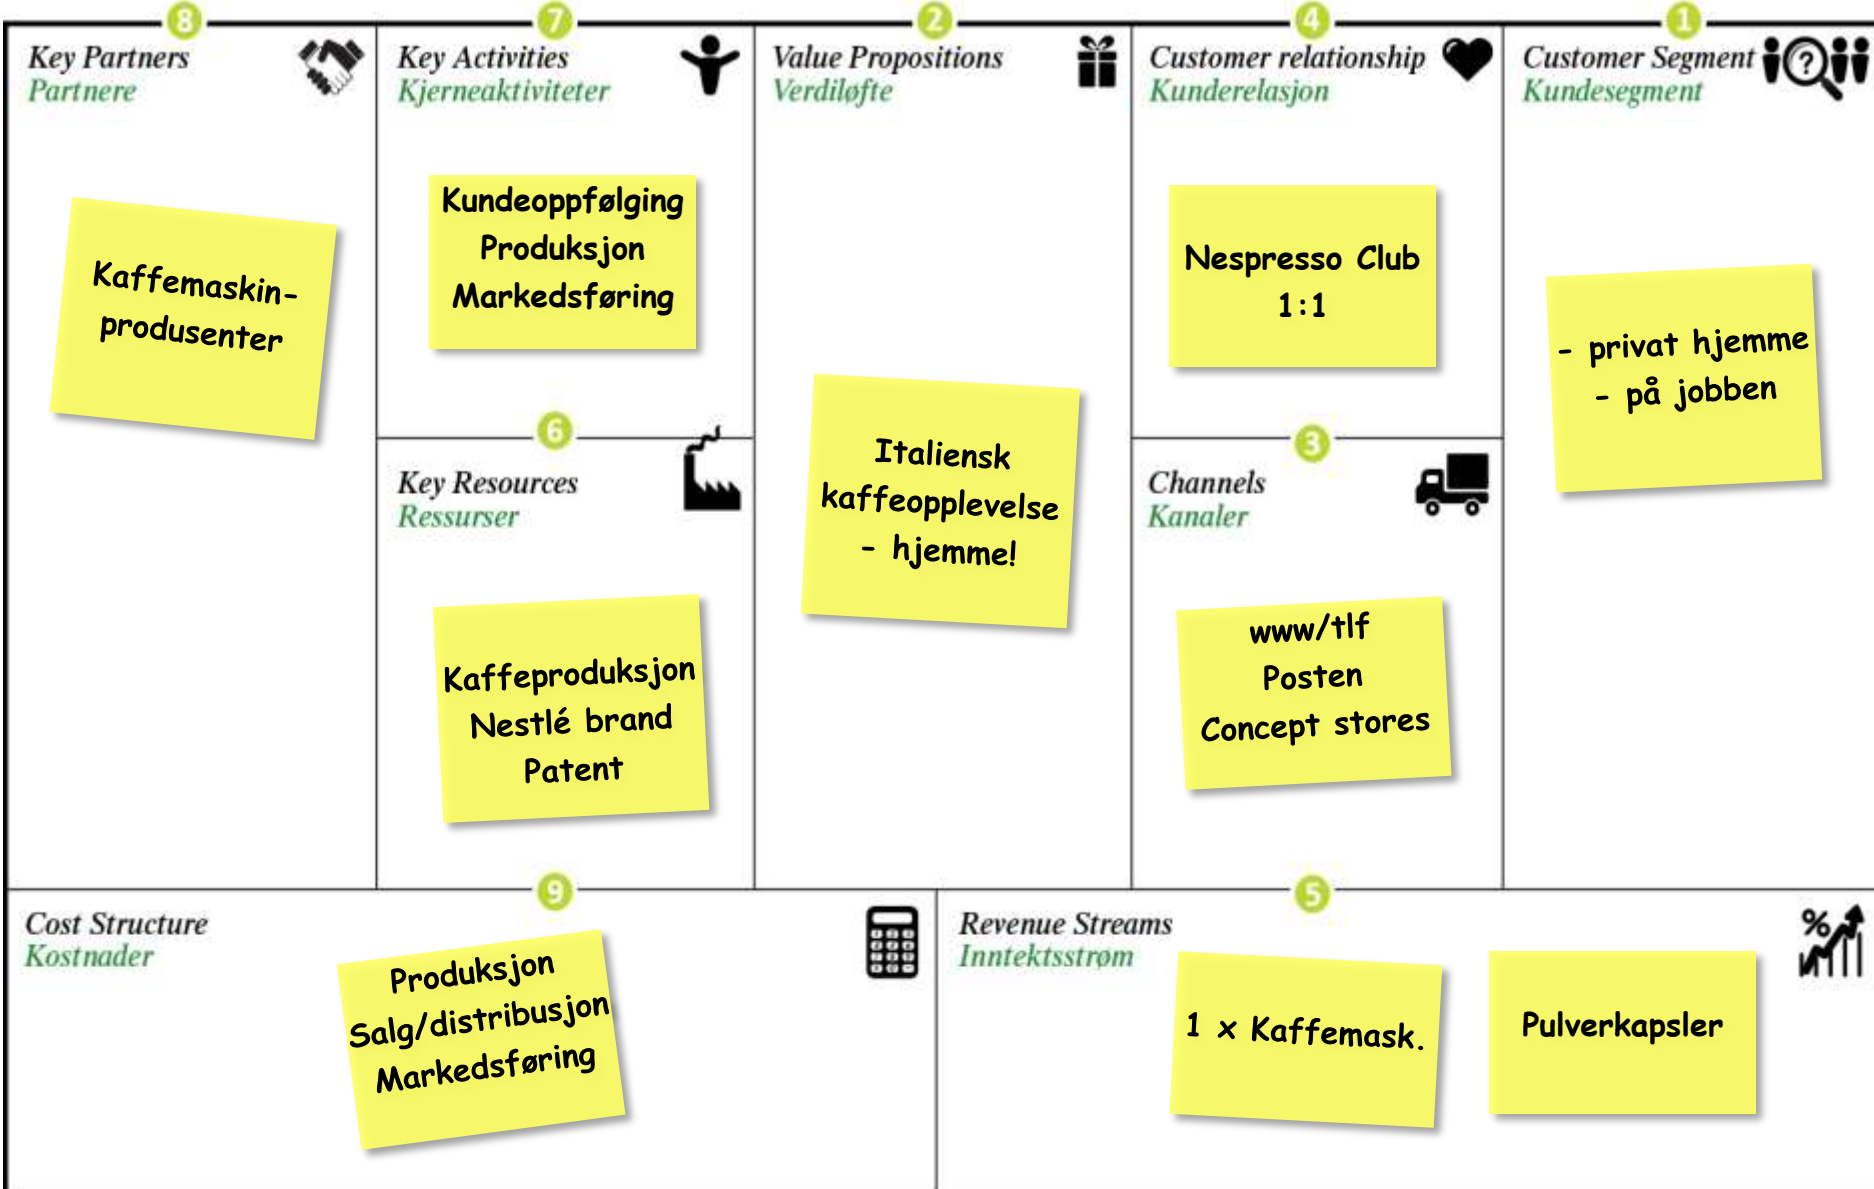 8
Key Partners
Partnere
Kaffemaskin-
produsenter
7
Key Activities
Kjerneaktiviteter
Kundeoppfølging
Produksjon
Markedsføring
6
Key Resources
Ressurser
Kaffeproduksjon
Nestlé brand
Patent
2
Value Propositions
Verdiløfte
Italiensk
kaffeopplevelse
- hjemme!
4
Customer relationship
Kunderelasjon
Nespresso Club
1:1
3
Channels
Kanaler
www/tlf
Posten
Concept stores
1
Customer Segment
?
Kundesegment
- privat hjemme
- på jobben
9
Cost Structure
Kostnader
Produksjon
Salg/distribusjon
Markedsføring
5
Revenue Streams
Inntektsstrøm
%
1 x Kaffemask.
Pulverkapsler